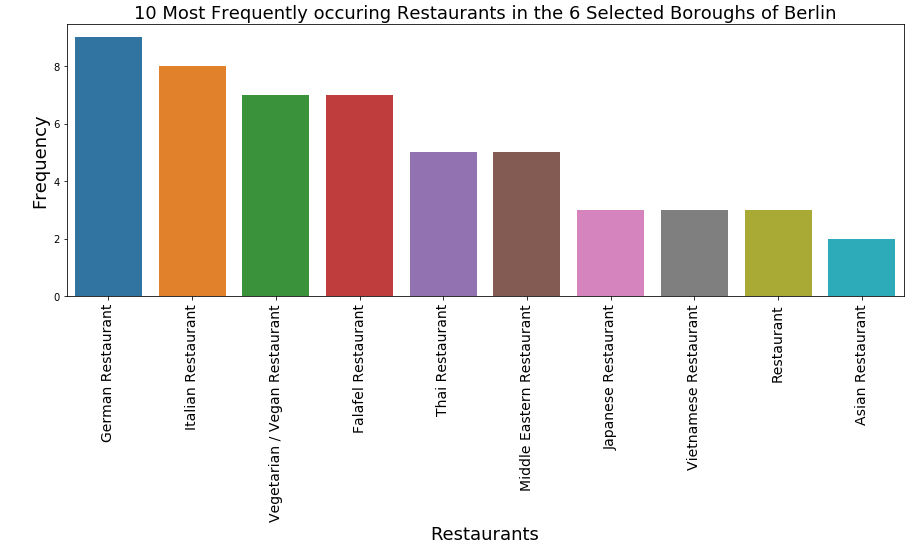 10 Most Frequently occuring Restaurants in the 6 Selected Boroughs of Berlin
Frequency
8
6
4
2
0
German Restaurant
Italian Restaurant
Vegetarian / Vegan Restaurant
Falafel Restaurant
Thai Restaurant
Middle Eastern Restaurant
Japanese Restaurant
Vietnamese Restaurant
Restaurant
Asian Restaurant
Restaurants